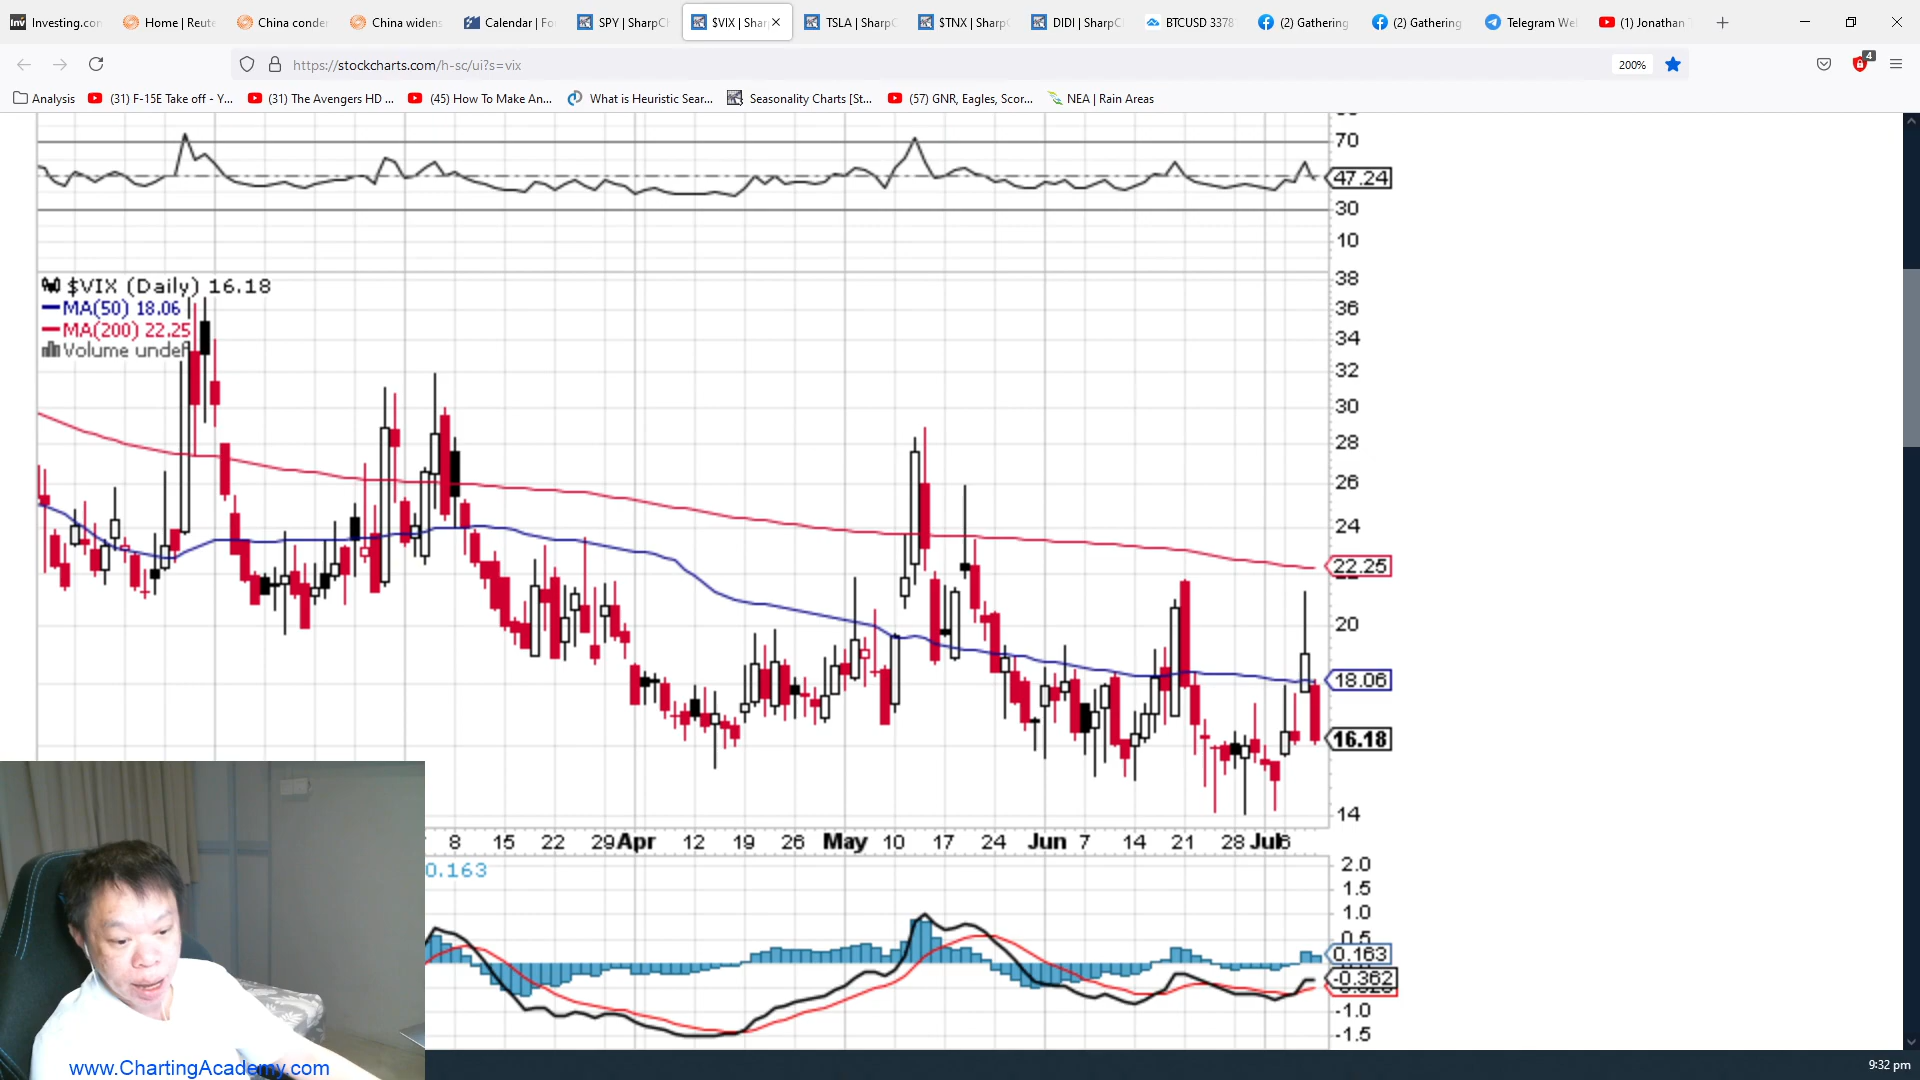 Investing.con
Home | Reute
China conder
China widens
Calendar | Fo
SPY | SharpCh
$VIX | Shar
TSLA | SharpC
$TNX | SharpC
DIDI | SharpCh
BTCUSD 3378
(2) Gathering
(2) Gathering
Telegram We
(1) Jonathan T
https://stockcharts.com/h-sc/ui?s=vix
200%
4
Analysis
(31) F-15E Take off - Y...
(31) The Avengers HD ...
(45) How To Make An...
What is Heuristic Sear...
Seasonality Charts [St...
(57) GNR, Eagles, Scor...
NEA | Rain Areas
70
47.24
30
10
$VIX (Daily) 16.18
MA(50) 18.06
MA(200) 22.25
Volume undef
38
36
34
32
30
28
26
24
22.25
20
18.06
16.18
14
8 15 22 29 Apr 12 19 26 May 10 17 24 Jun 7 14 21 28 Jul 6
0.163
2.0
1.5
1.0
0.5
0.163
-0.362
-1.0
-1.5
www.ChartingAcademy.com
9:32 pm